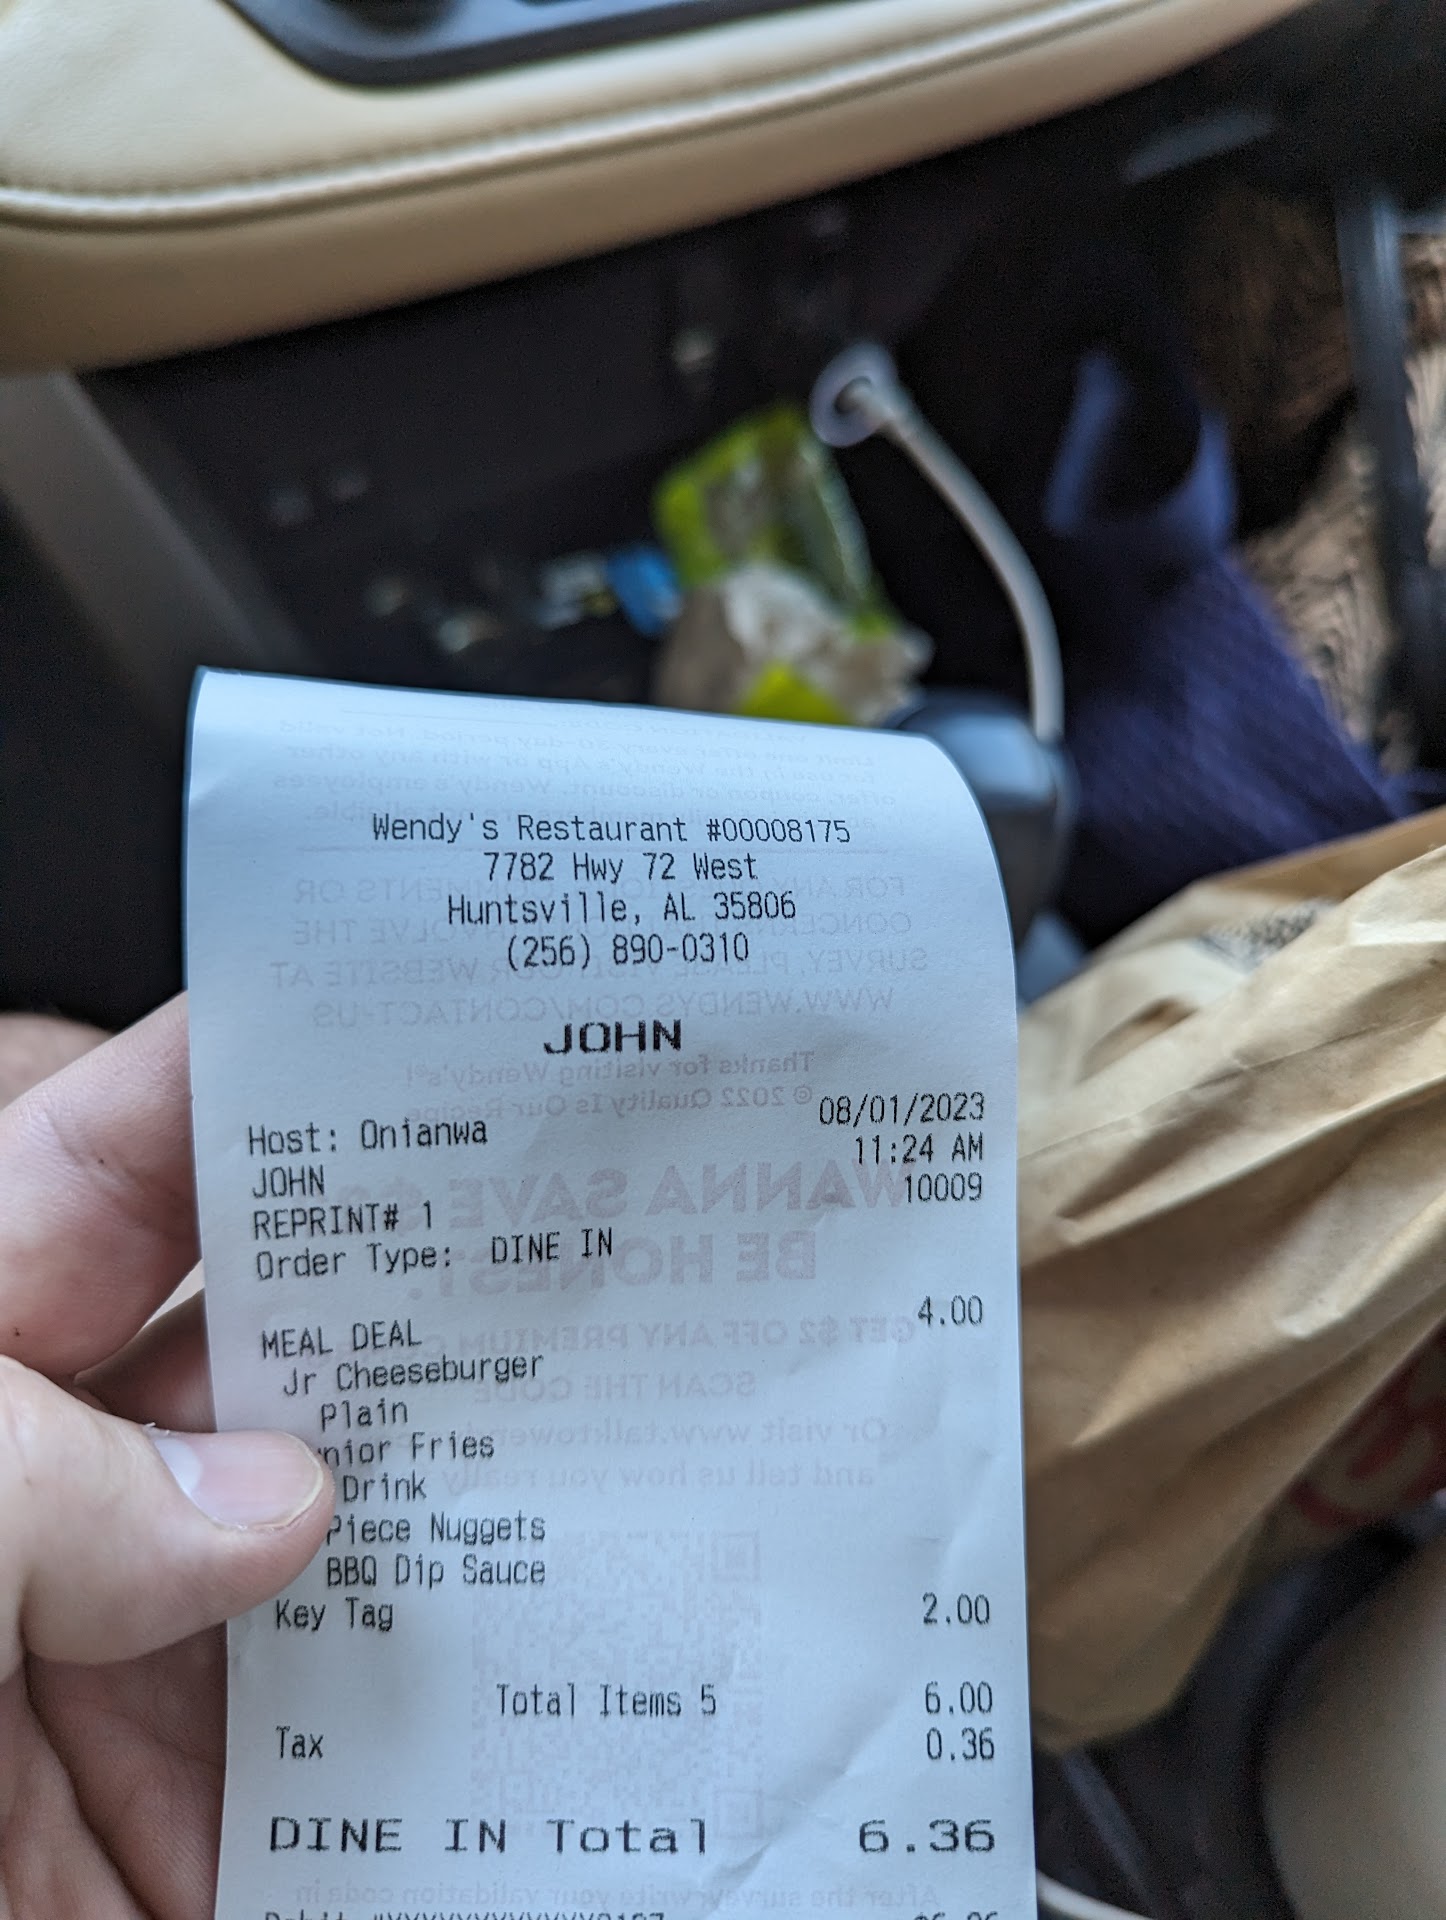 Wendy's Restaurant #00008175
7782 Hwy 72 West
Huntsville, AL 35806
(256) 890-0310
JOHN
08/01/2023
Host: Onianwa
11:24 AM
JOHN
10009
REPRINT# 1
Order Type: DINE IN
MEAL DEAL 4.00
Jr Cheeseburger
Plain
nior Fries
Drink
Piece Nuggets
BBQ Dip Sauce
Key Tag 2.00
Total Items 5 6.00
Tax 0.36
DINE IN Total 6.36